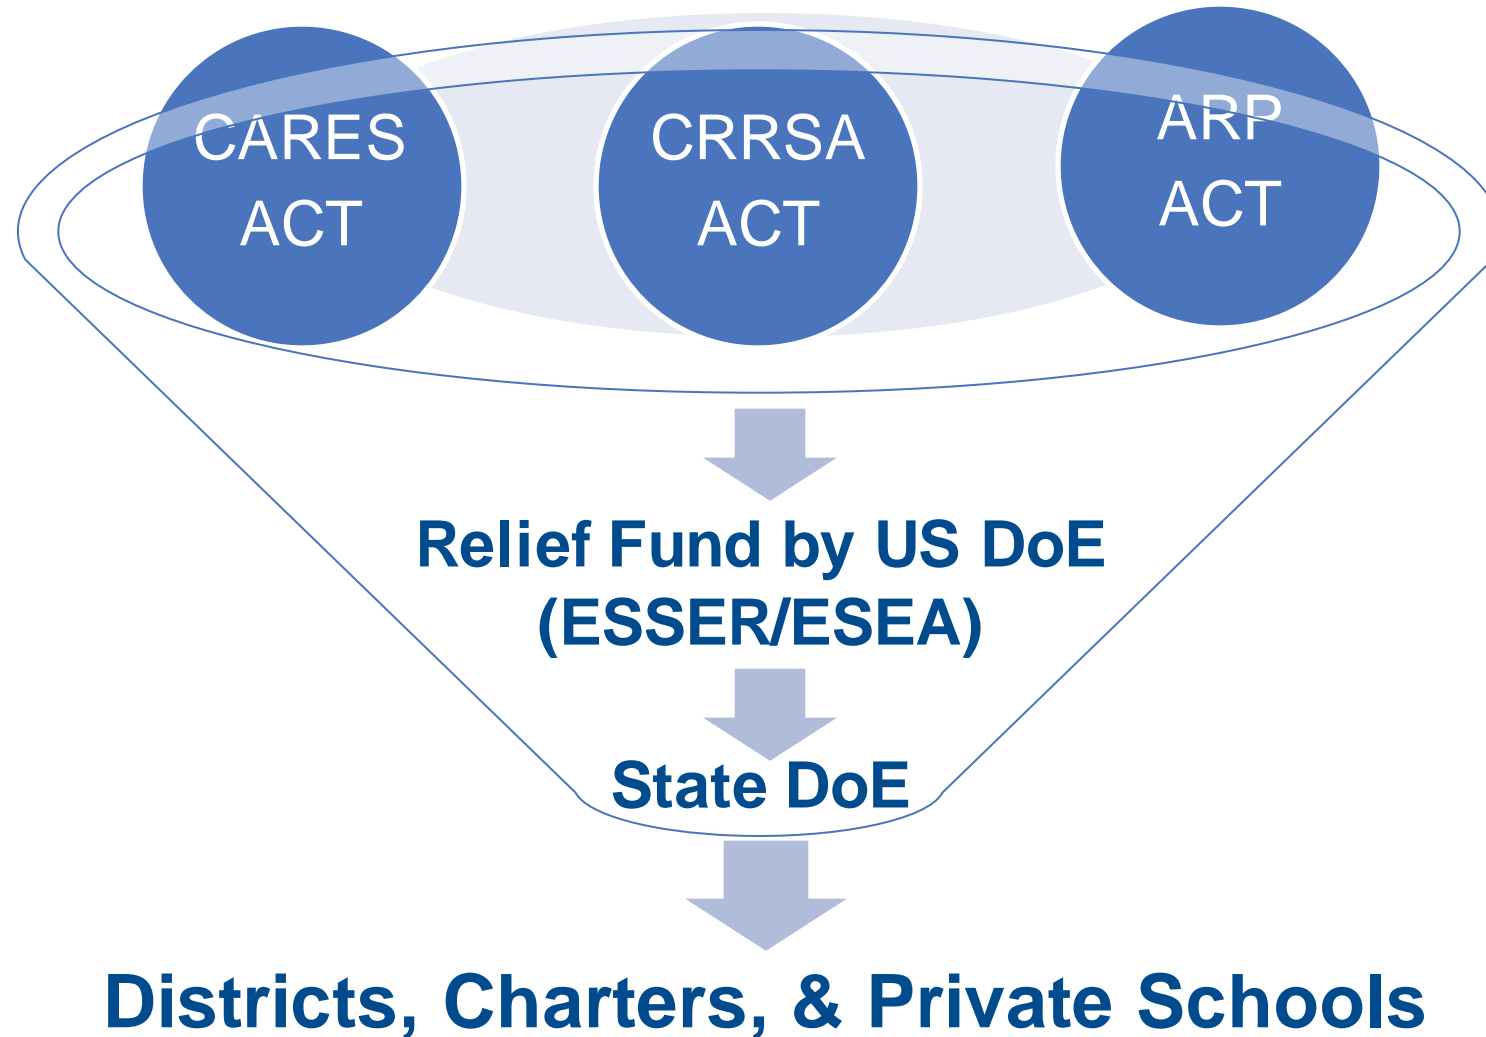 CARES
ACT
CRRSA
ACT
ARP
ACT
Relief Fund by US DoE
(ESSER/ESEA)
State DoE
Districts, Charters, & Private Schools